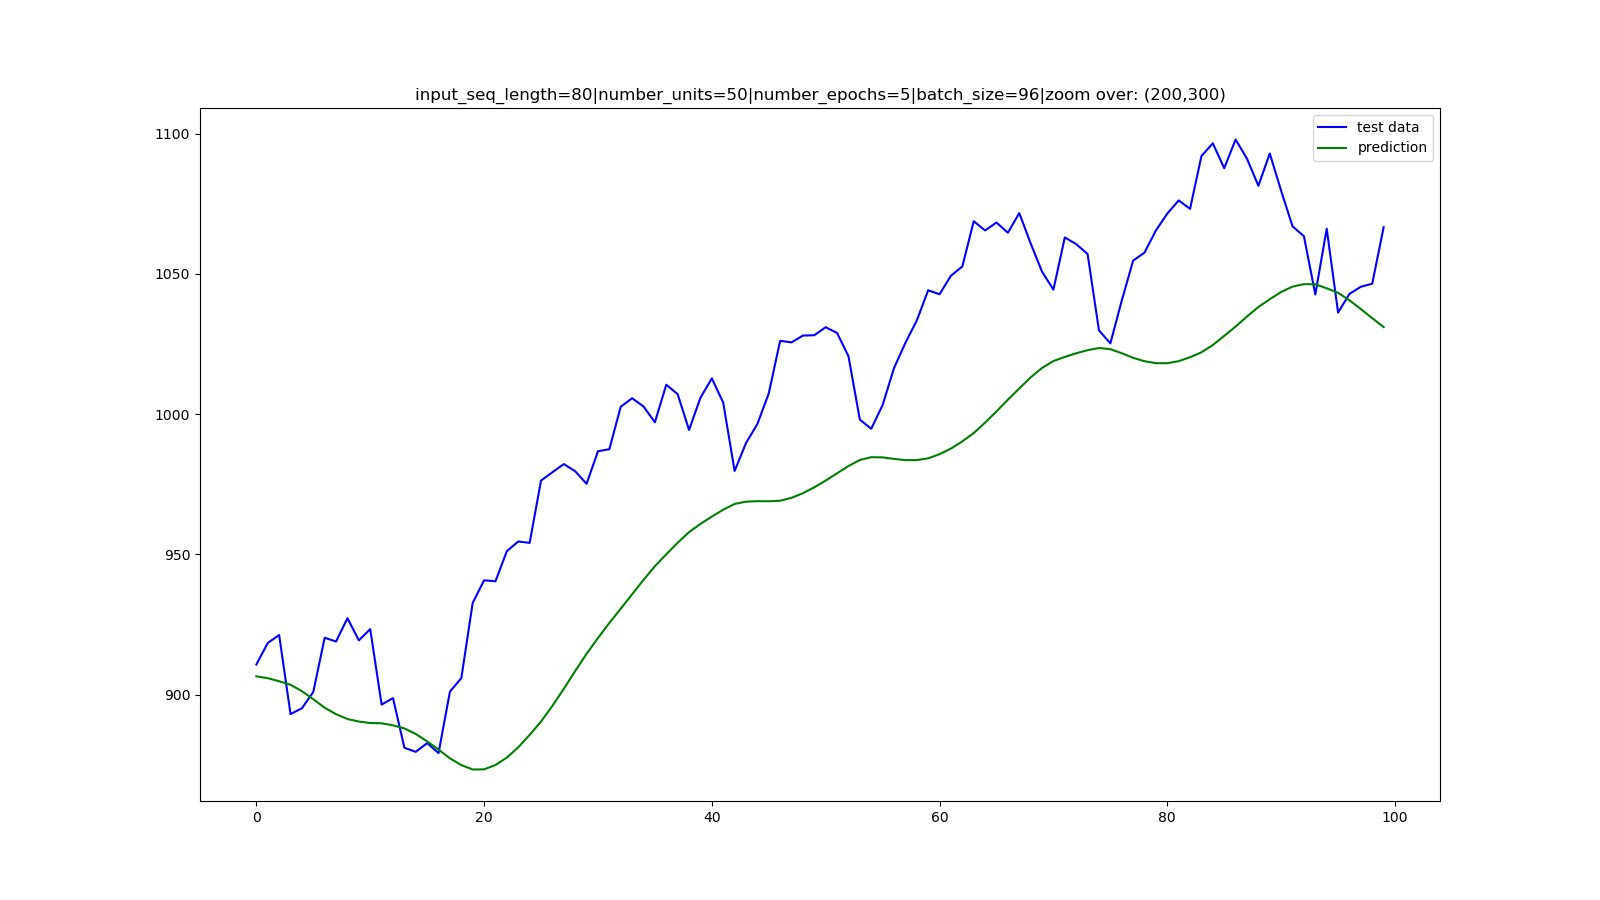 input_seq_length=80|number_units=50|number_epochs=5|batch_size=96|zoom over: (200,300)
test data
prediction
1100
1050
1000
950
900
0 20 40 60 80 100